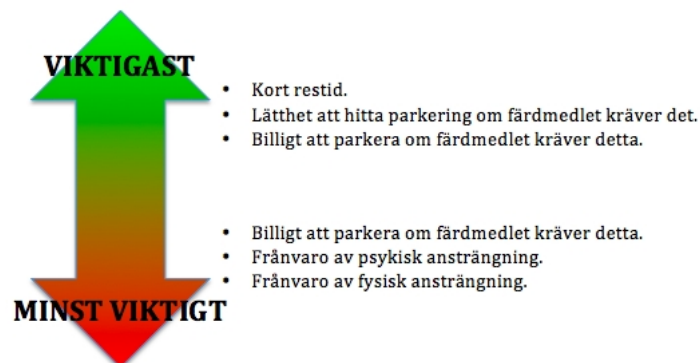 VIKTIGAST
• Kort restid.
• Lätthet att hitta parkering om färdmedlet kräver det.
• Billigt att parkera om färdmedlet kräver detta.
• Billigt att parkera om färdmedlet kräver detta.
• Frånvaro av psykisk ansträngning.
• Frånvaro av fysisk ansträngning.
MINST VIKTIGT